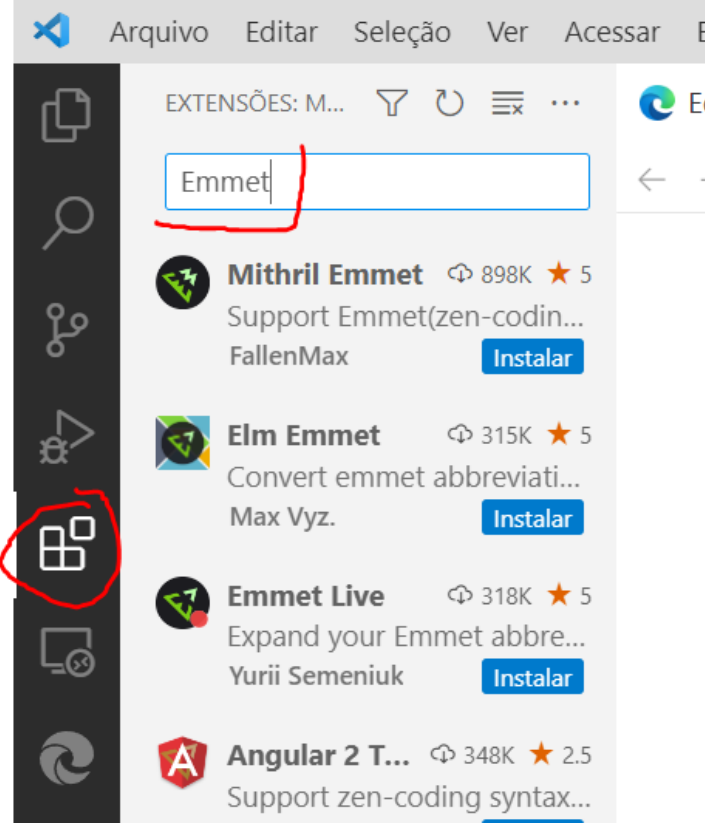 Arquivo Editar Seleção Ver Acessar E
EXTENSÕES: M...
Emmet
Mithril Emmet 898K 5
Support Emmet(zen-codin...
FallenMax Instalar
Elm Emmet 315K 5
Convert emmet abbreviati...
Max Vyz. Instalar
Emmet Live 318K 5
Expand your Emmet abbre...
Yurii Semeniuk Instalar
Angular 2 T... 348K 2.5
Support zen-coding syntax...